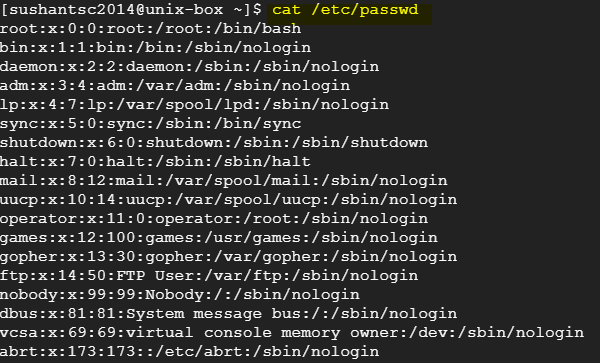 [sushantsc2014@unix-box ~]$ cat /etc/passwd
root:x:0:0:root:/root:/bin/bash
bin:x:1:1:bin:/bin:/sbin/nologin
daemon:x:2:2:daemon:/sbin:/sbin/nologin
adm:x:3:4:adm:/var/adm:/sbin/nologin
lp:x:4:7:lp:/var/spool/lpd:/sbin/nologin
sync:x:5:0:sync:/sbin:/bin/sync
shutdown:x:6:0:shutdown:/sbin:/sbin/shutdown
halt:x:7:0:halt:/sbin:/sbin/halt
mail:x:8:12:mail:/var/spool/mail:/sbin/nologin
uucp:x:10:14:uucp:/var/spool/uucp:/sbin/nologin
operator:x:11:0:operator:/root:/sbin/nologin
games:x:12:100:games:/usr/games:/sbin/nologin
gopher:x:13:30:gopher:/var/gopher:/sbin/nologin
ftp:x:14:50:FTP User:/var/ftp:/sbin/nologin
nobody:x:99:99:Nobody:/:/sbin/nologin
dbus:x:81:81:System message bus:/:/sbin/nologin
vcsa:x:69:69:virtual console memory owner:/dev:/sbin/nologin
abrt:x:173:173::/etc/abrt:/sbin/nologin